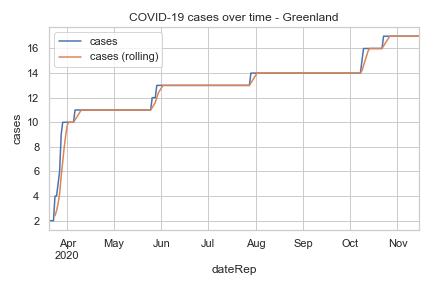 COVID-19 cases over time - Greenland
cases
cases (rolling)
16
14
12
10
8
6
4
2
cases
Apr May Jun Jul Aug Sep Oct Nov
2020
dateRep